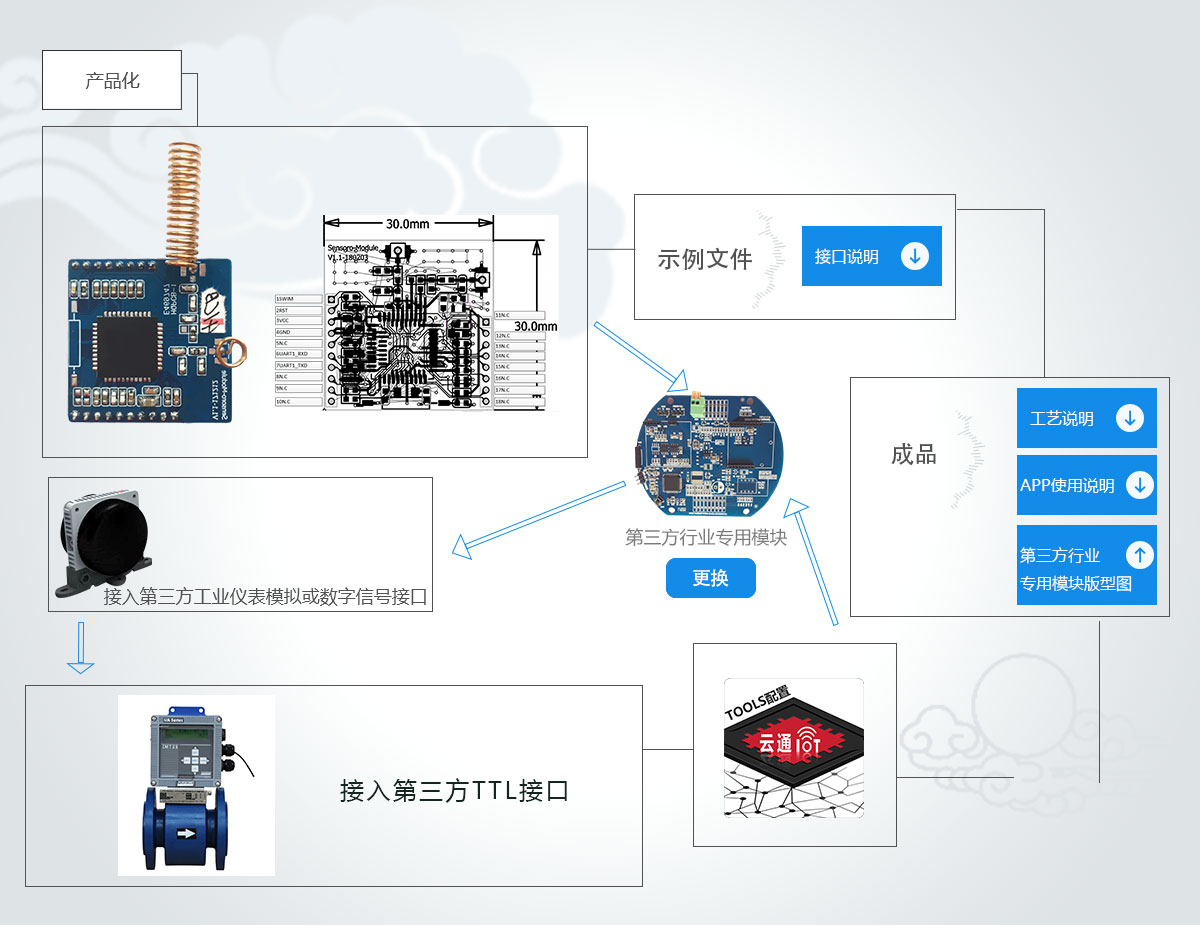 产品化
30.0mm
Sensoro-Module
V1.1-180203
30.0mm
1SWIM
2RST
3VCC
4GND
5N.C
6UART1_RXD
7UART1_TXD
8N.C
9N.C
10N.C
11N.C
12N.C
13N.C
14N.C
15N.C
16N.C
17N.C
18N.C
示例文件
接口说明
成品
工艺说明
APP使用说明
第三方行业
专用模块版型图
第三方行业专用模块
更换
接入第三方工业仪表模拟或数字信号接口
接入第三方TTL接口
TOOLS配置
云通IOT